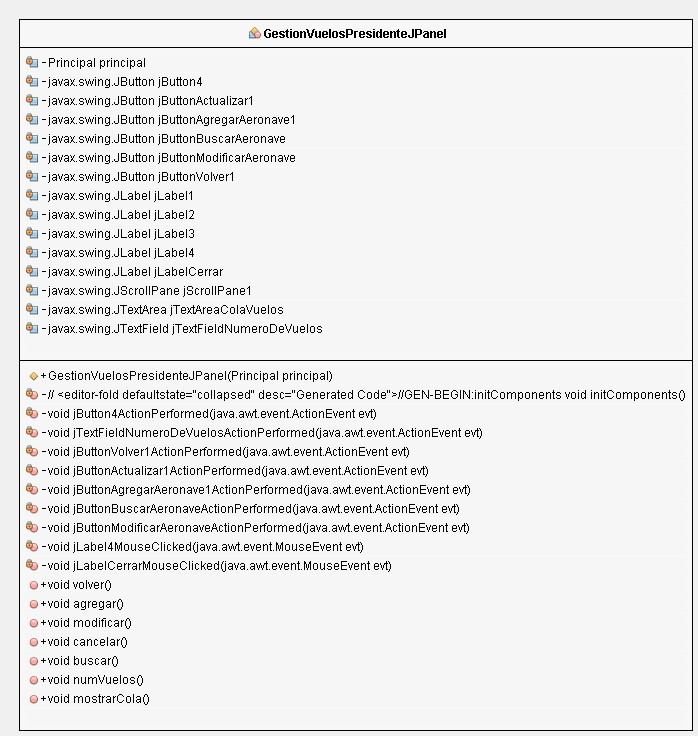 GestionVuelosPresidenteJPanel
-Principal principal
-javax.swing.JButton jButton4
-javax.swing.JButton jButtonActualizar1
-javax.swing.JButton jButtonAgregarAeronave1
-javax.swing.JButton jButtonBuscarAeronave
-javax.swing.JButton jButtonModificarAeronave
-javax.swing.JButton jButtonVolver1
-javax.swing.JLabel jLabel1
-javax.swing.JLabel jLabel2
-javax.swing.JLabel jLabel3
-javax.swing.JLabel jLabel4
-javax.swing.JLabel jLabelCerrar
-javax.swing.JScrollPane jScrollPane1
-javax.swing.JTextArea jTextAreaColaVuelos
-javax.swing.JTextField jTextFieldNumeroDeVuelos
+GestionVuelosPresidenteJPanel(Principal principal)
-// <editor-fold defaultstate="collapsed" desc="Generated Code">//GEN-BEGIN:initComponents void initComponents()
-void jButton4ActionPerformed(java.awt.event.ActionEvent evt)
-void jTextFieldNumeroDeVuelosActionPerformed(java.awt.event.ActionEvent evt)
-void jButtonVolver1ActionPerformed(java.awt.event.ActionEvent evt)
-void jButtonActualizar1ActionPerformed(java.awt.event.ActionEvent evt)
-void jButtonAgregarAeronave1ActionPerformed(java.awt.event.ActionEvent evt)
-void jButtonBuscarAeronaveActionPerformed(java.awt.event.ActionEvent evt)
-void jButtonModificarAeronaveActionPerformed(java.awt.event.ActionEvent evt)
-void jLabel4MouseClicked(java.awt.event.MouseEvent evt)
-void jLabelCerrarMouseClicked(java.awt.event.MouseEvent evt)
+void volver()
+void agregar()
+void modificar()
+void cancelar()
+void buscar()
+void numVuelos()
+void mostrarCola()